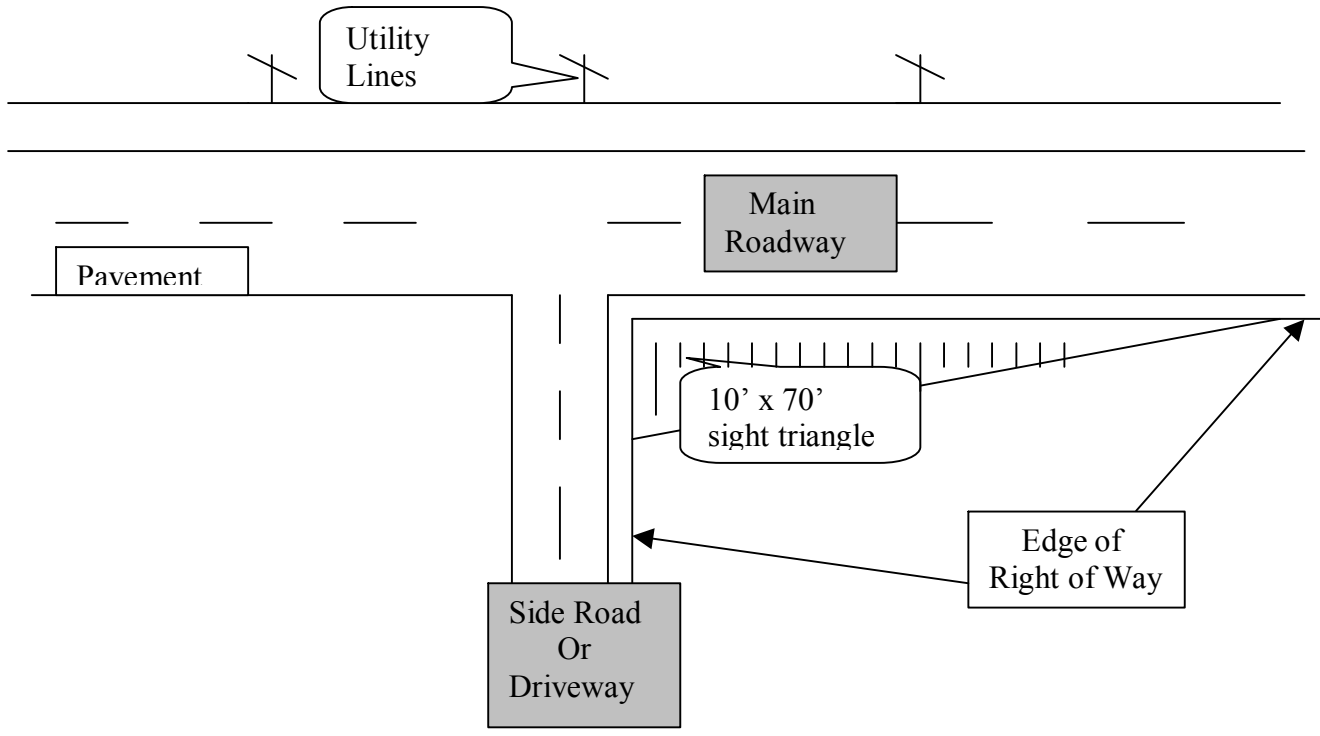 Utility
Lines
Main
Roadway
Pavement
10’ x 70’
sight triangle
Edge of
Right of Way
Side Road
Or
Driveway